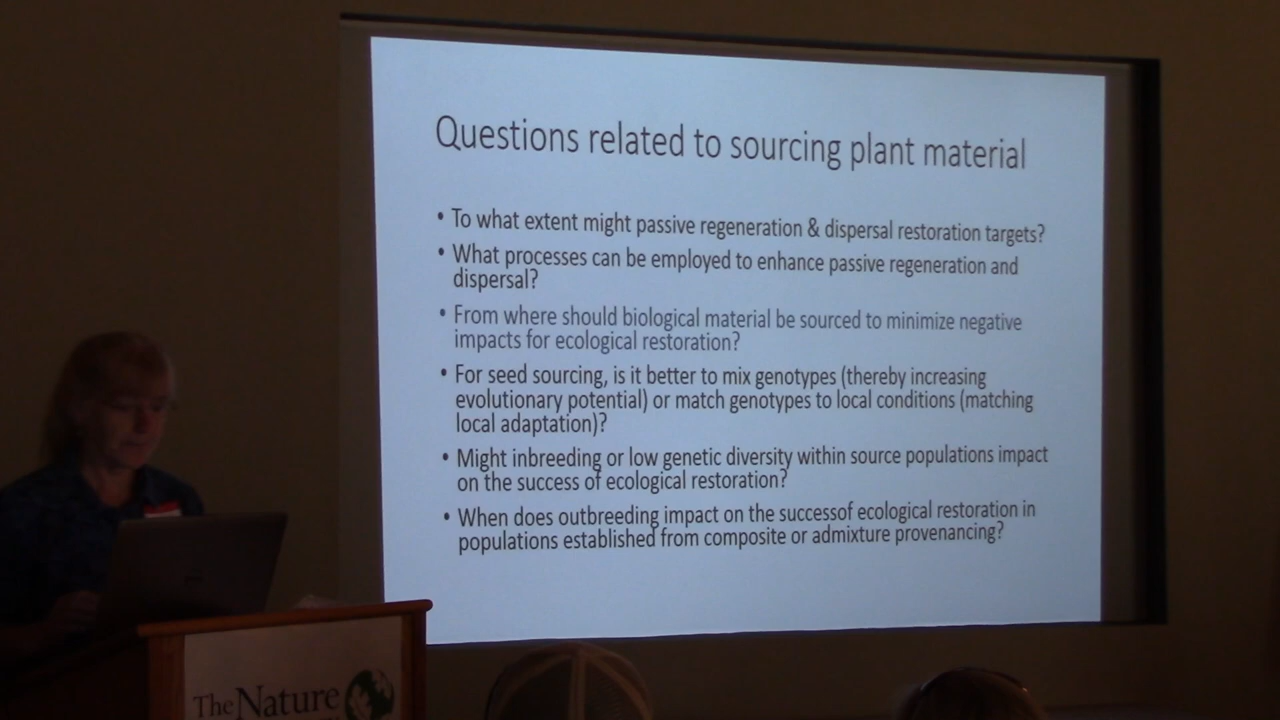 Questions related to sourcing plant material
• To what extent might passive regeneration & dispersal restoration targets?
• What processes can be employed to enhance passive regeneration and
dispersal?
• From where should biological material be sourced to minimize negative
impacts for ecological restoration?
• For seed sourcing, is it better to mix genotypes (thereby increasing
evolutionary potential) or match genotypes to local conditions (matching
local adaptation)?
• Might inbreeding or low genetic diversity within source populations impact
on the success of ecological restoration?
• When does outbreeding impact on the successof ecological restoration in
populations established from composite or admixture provenancing?
The Nature